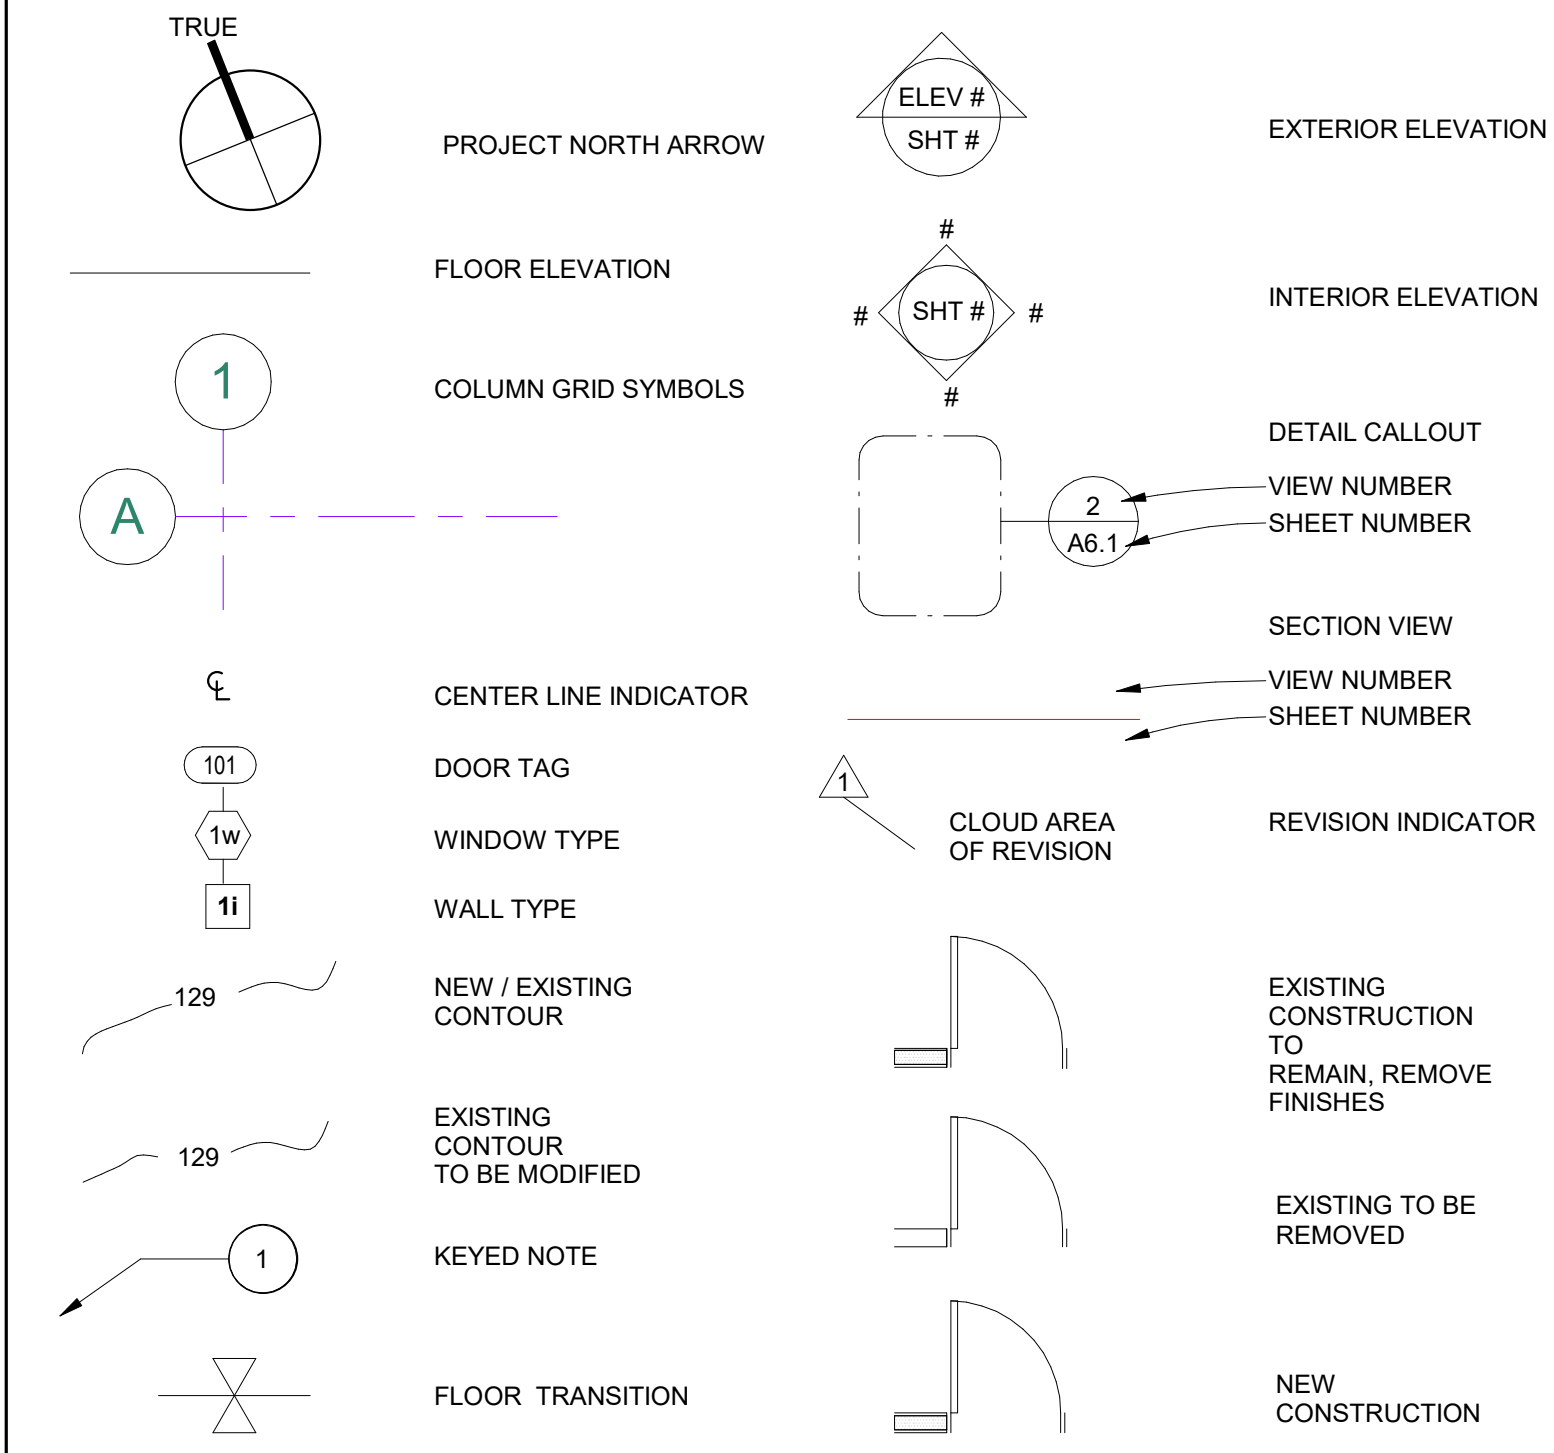 TRUE
PROJECT NORTH ARROW
FLOOR ELEVATION
1
COLUMN GRID SYMBOLS
A
℄
CENTER LINE INDICATOR
101
DOOR TAG
1w
WINDOW TYPE
1i
WALL TYPE
129
NEW / EXISTING
CONTOUR
129
EXISTING
CONTOUR
TO BE MODIFIED
1
KEYED NOTE
FLOOR TRANSITION
ELEV #
SHT #
EXTERIOR ELEVATION
#
# SHT # #
#
INTERIOR ELEVATION
DETAIL CALLOUT
VIEW NUMBER
2
SHEET NUMBER
A6.1
SECTION VIEW
VIEW NUMBER
SHEET NUMBER
1
CLOUD AREA
OF REVISION
REVISION INDICATOR
EXISTING
CONSTRUCTION
TO
REMAIN, REMOVE
FINISHES
EXISTING TO BE
REMOVED
NEW
CONSTRUCTION